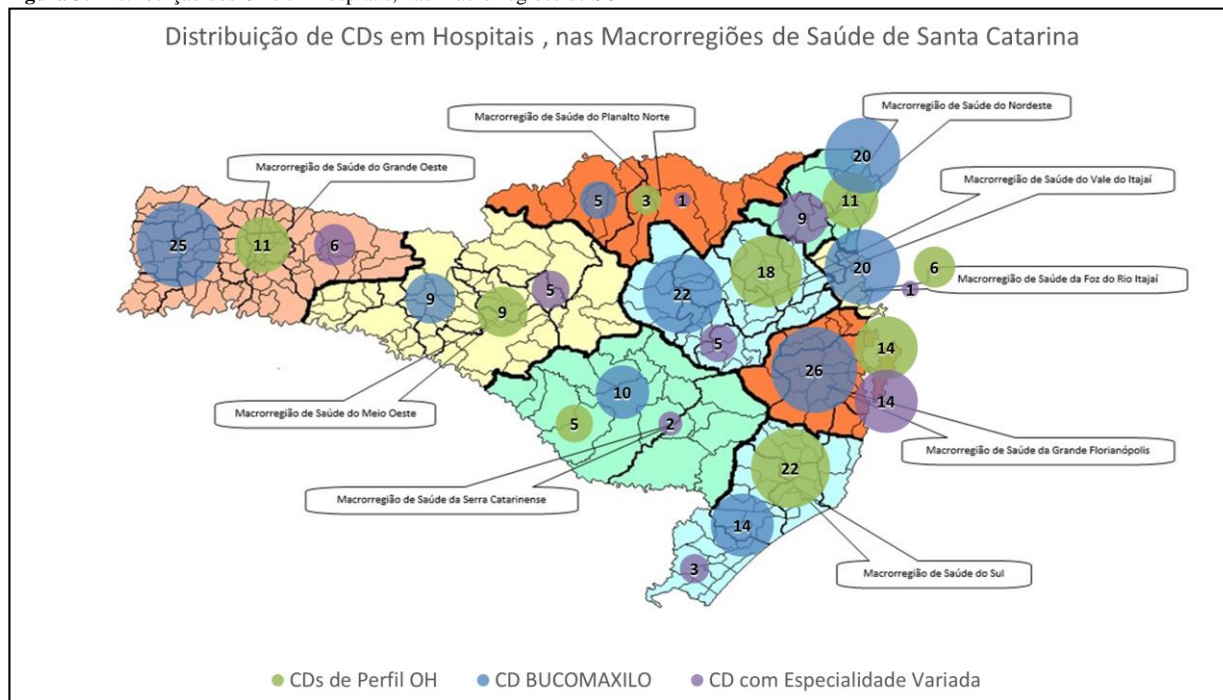 Distribuição de CDs em Hospitais , nas Macrorregiões de Saúde de Santa Catarina
Macrorregião de Saúde do Nordeste
Macrorregião de Saúde do Planalto Norte
20
Macrorregião de Saúde do Grande Oeste
Macrorregião de Saúde do Vale do Itajaí
5
3
1
11
9
25
11
6
18
20
6
Macrorregião de Saúde da Foz do Rio Itajaí
1
22
5
9
9
5
14
26
10
14
Macrorregião de Saúde do Meio Oeste
5
2
Macrorregião de Saúde da Grande Florianópolis
22
Macrorregião de Saúde da Serra Catarinense
14
3
Macrorregião de Saúde do Sul
CDs de Perfil OH CD BUCOMAXILO CD com Especialidade Variada